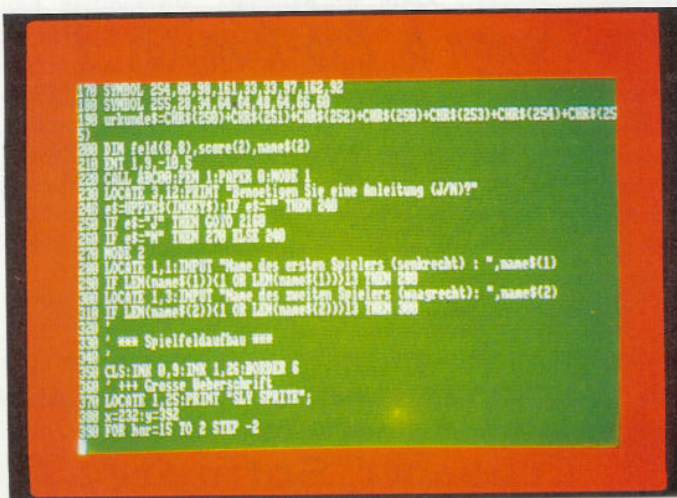 170 SYMBOL 254,60,98,161,33,33,97,162,92
180 SYMBOL 255,28,34,64,64,48,64,66,60
190 urkunde$=CHR$(250)+CHR$(251)+CHR$(252)+CHR$(250)+CHR$(253)+CHR$(254)+CHR$(25
5)
200 DIM feld(8,8),score(2),name$(2)
210 ENT 1,9,-10,5
220 CALL &BC00:PEN 1:PAPER 0:MODE 1
230 LOCATE 3,12:PRINT "Benoetigen Sie eine Anleitung (J/N)?"
240 e$=UPPER$(INKEY$):IF e$="" THEN 240
250 IF e$="J" THEN GOTO 2160
260 IF e$="N" THEN 270 ELSE 240
270 MODE 2
280 LOCATE 1,1:INPUT "Name des ersten Spielers (senkrecht) : ",name$(1)
290 IF LEN(name$(1))<1 OR LEN(name$(1))>13 THEN 280
300 LOCATE 1,3:INPUT "Name des zweiten Spielers (waagrecht): ",name$(2)
310 IF LEN(name$(2))<1 OR LEN(name$(2))>13 THEN 300
320 '
330 ' *** Spielfeldaufbau ***
340 '
350 CLS:INK 0,9:INK 1,26:BORDER 6
360 ' +++ Grosse Ueberschrift
370 LOCATE 1,25:PRINT "SLY SPRITE";
380 x=232:y=392
390 FOR hor=15 TO 2 STEP -2